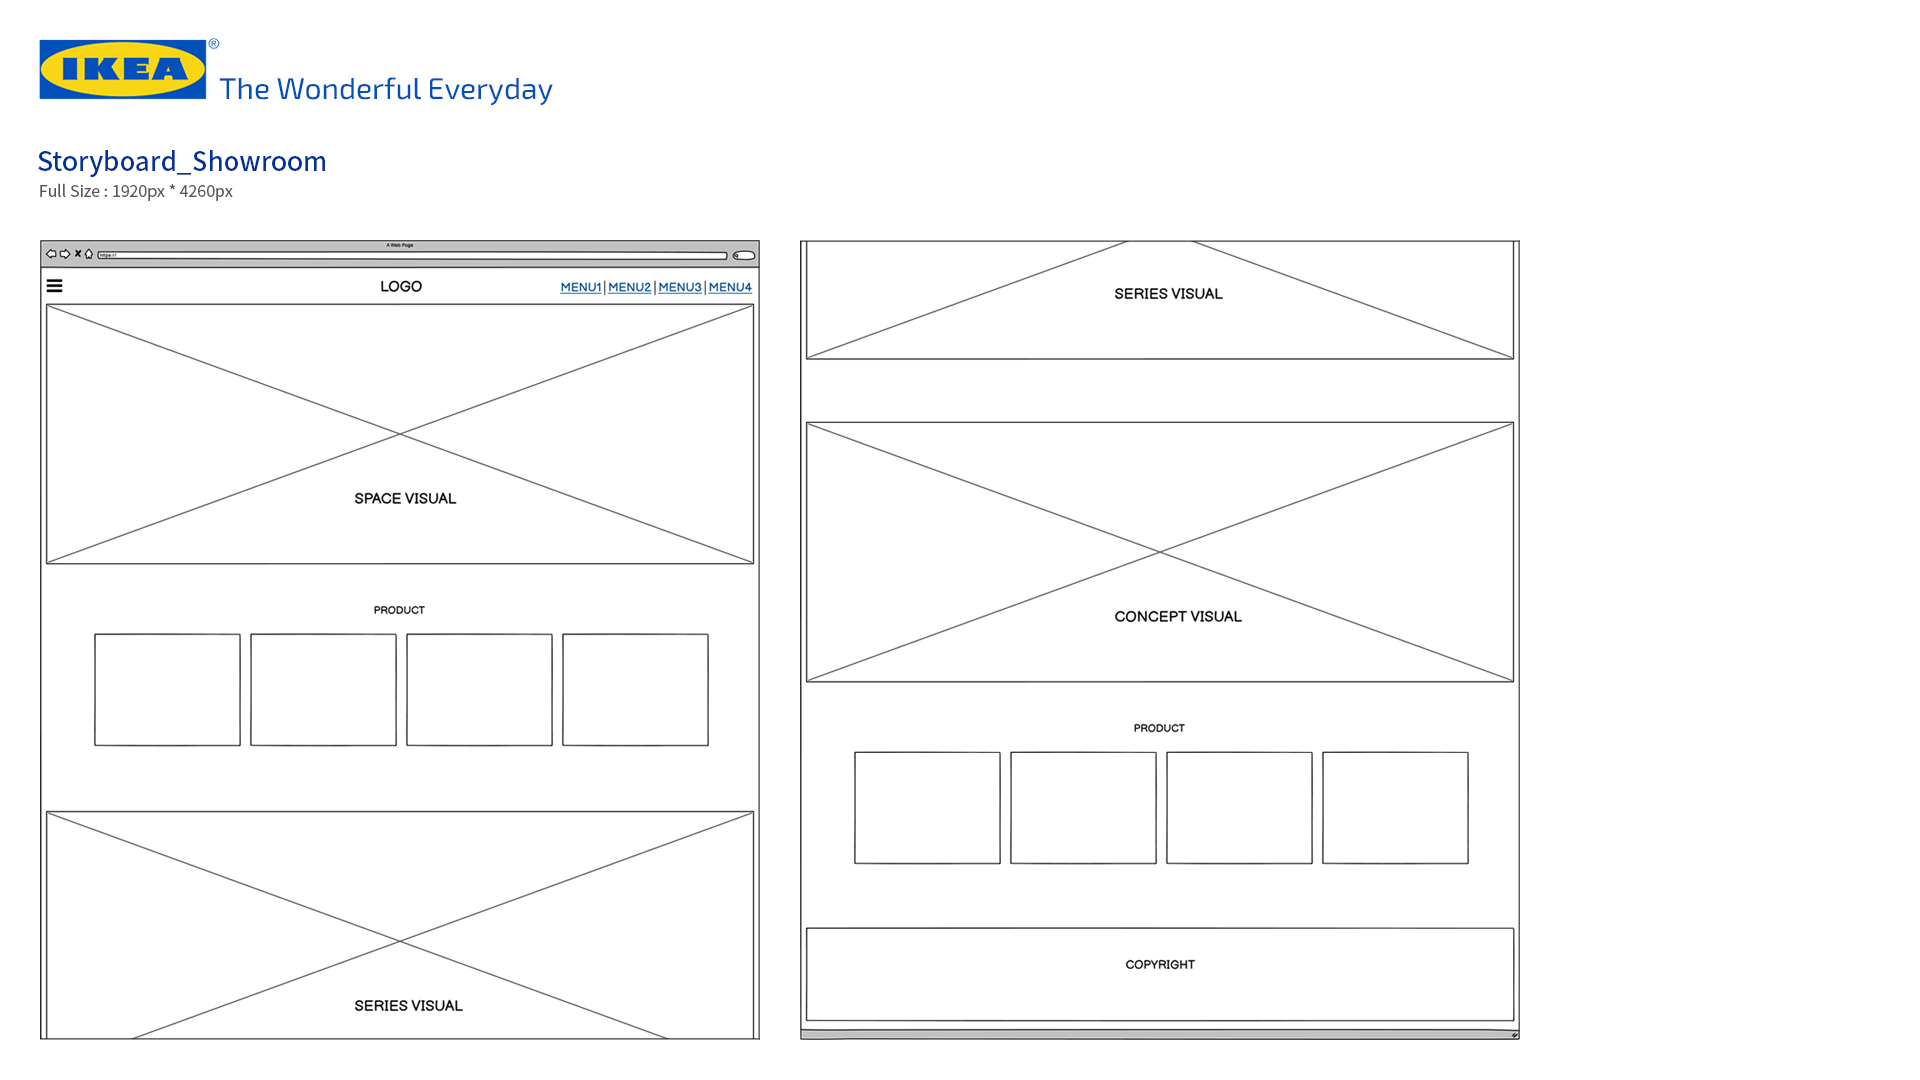 IKEA ®
The Wonderful Everyday
Storyboard_Showroom
Full Size : 1920px * 4260px
A Web Page
https://
LOGO
MENU1 | MENU2 | MENU3 | MENU4
SPACE VISUAL
PRODUCT
SERIES VISUAL
SERIES VISUAL
CONCEPT VISUAL
PRODUCT
COPYRIGHT